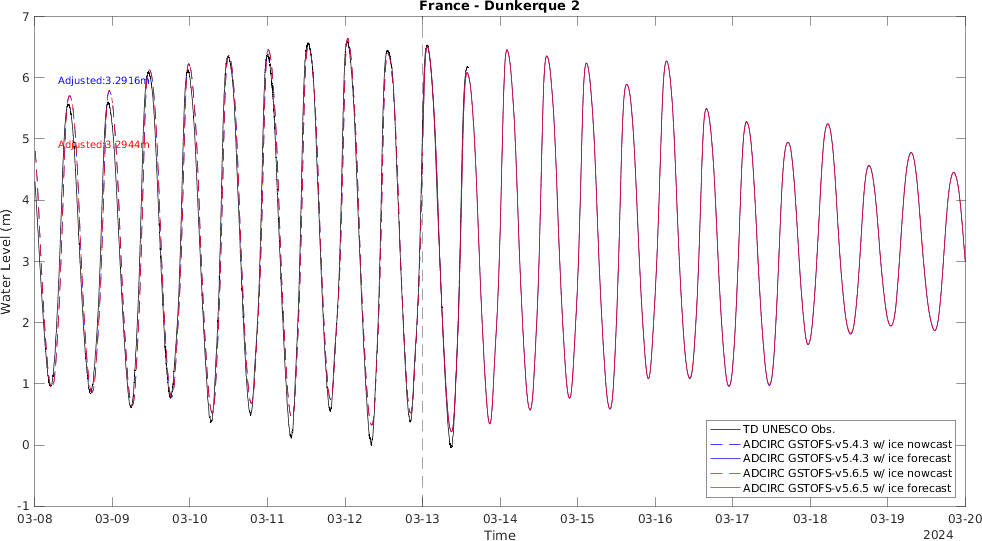 France - Dunkerque 2
7
6
5
4
3
2
1
0
-1
Water Level (m)
Adjusted:3.2916m
Adjusted:3.2944m
TD UNESCO Obs.
ADCIRC GSTOFS-v5.4.3 w/ ice nowcast
ADCIRC GSTOFS-v5.4.3 w/ ice forecast
ADCIRC GSTOFS-v5.6.5 w/ ice nowcast
ADCIRC GSTOFS-v5.6.5 w/ ice forecast
03-08 03-09 03-10 03-11 03-12 03-13 03-14 03-15 03-16 03-17 03-18 03-19 03-20
Time
2024